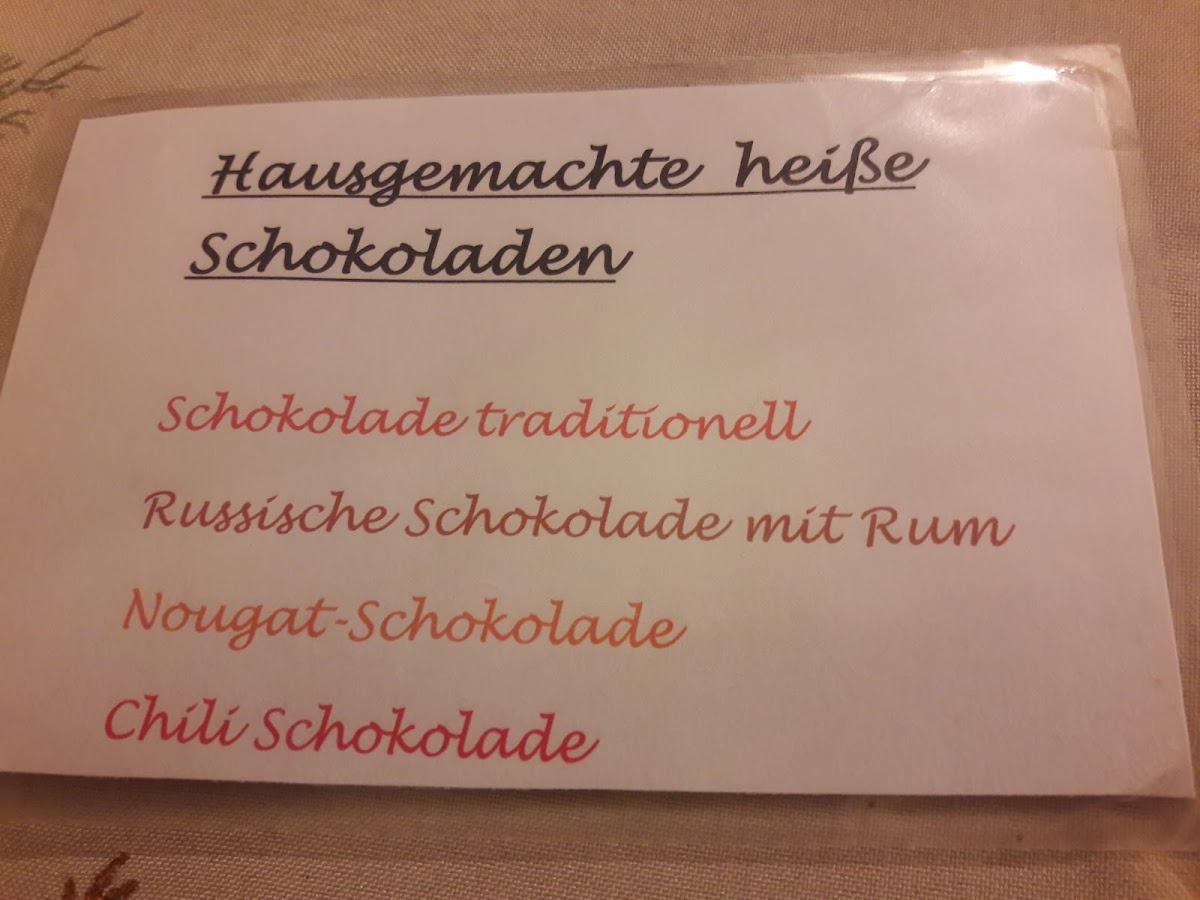 Hausgemachte heiße
Schokoladen
Schokolade traditionell
Russische Schokolade mit Rum
Nougat-Schokolade
Chili Schokolade